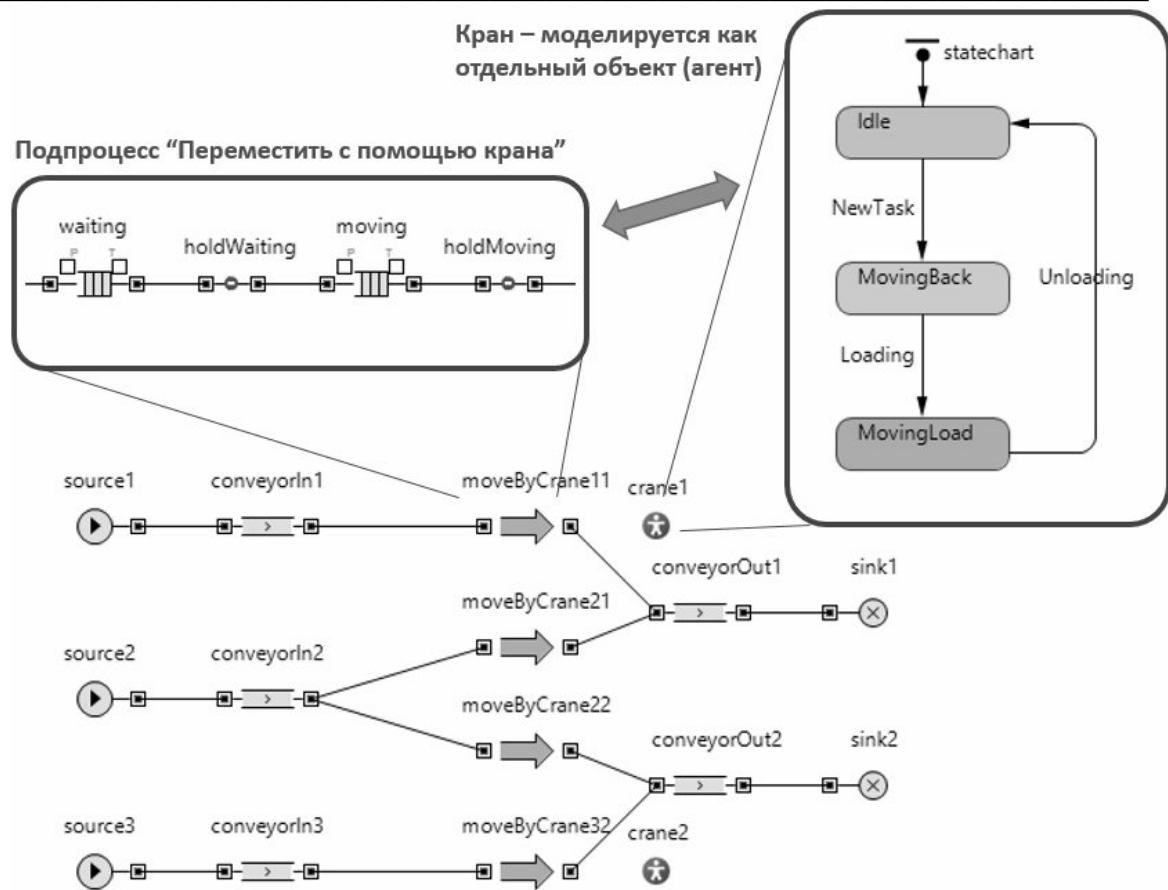 Кран – моделируется как
отдельный объект (агент)
statechart
Idle
Подпроцесс “Переместить с помощью крана”
NewTask
waiting
holdWaiting
moving
holdMoving
P T
P T
MovingBack
Unloading
Loading
MovingLoad
source1
conveyorIn1
moveByCrane11
crane1
conveyorOut1
sink1
moveByCrane21
source2
conveyorIn2
moveByCrane22
conveyorOut2
sink2
source3
conveyorIn3
moveByCrane32
crane2